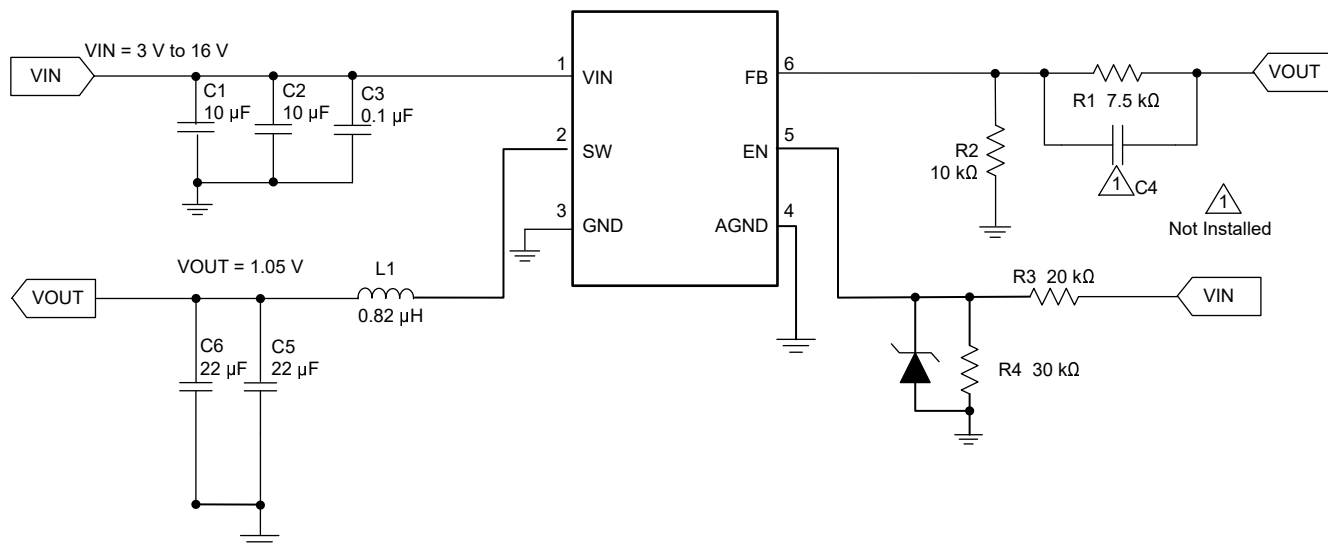 VIN = 3 V to 16 V
VIN
C1
10 µF
C2
10 µF
C3
0.1 µF
1
VIN
2
SW
3
GND
6
FB
5
EN
4
AGND
R2
10 kΩ
R1 7.5 kΩ
VOUT
1
C4
1
Not Installed
VOUT = 1.05 V
VOUT
L1
0.82 µH
C6
22 µF
C5
22 µF
R3 20 kΩ
VIN
R4 30 kΩ